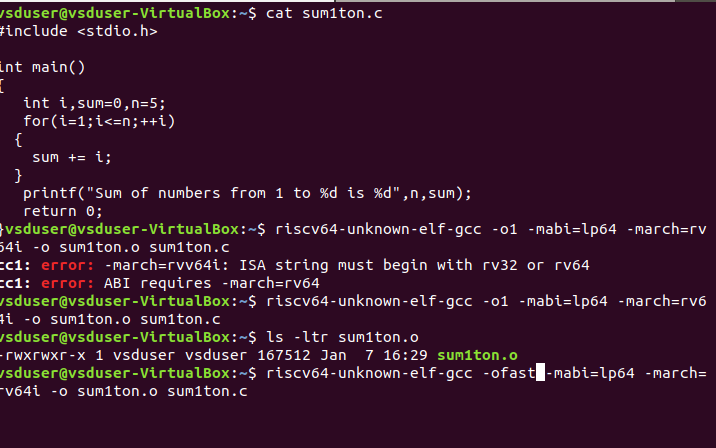 vsduser@vsduser-VirtualBox:~$ cat sum1ton.c
#include <stdio.h>
int main()
{
int i,sum=0,n=5;
for(i=1;i<=n;++i)
{
sum += i;
}
printf("Sum of numbers from 1 to %d is %d",n,sum);
return 0;
}vsduser@vsduser-VirtualBox:~$ riscv64-unknown-elf-gcc -o1 -mabi=lp64 -march=rv
64i -o sum1ton.o sum1ton.c
cc1: error: -march=rvv64i: ISA string must begin with rv32 or rv64
cc1: error: ABI requires -march=rv64
vsduser@vsduser-VirtualBox:~$ riscv64-unknown-elf-gcc -o1 -mabi=lp64 -march=rv6
4i -o sum1ton.o sum1ton.c
vsduser@vsduser-VirtualBox:~$ ls -ltr sum1ton.o
-rwxrwxr-x 1 vsduser vsduser 167512 Jan  7 16:29 sum1ton.o
vsduser@vsduser-VirtualBox:~$ riscv64-unknown-elf-gcc -ofast -mabi=lp64 -march=
rv64i -o sum1ton.o sum1ton.c